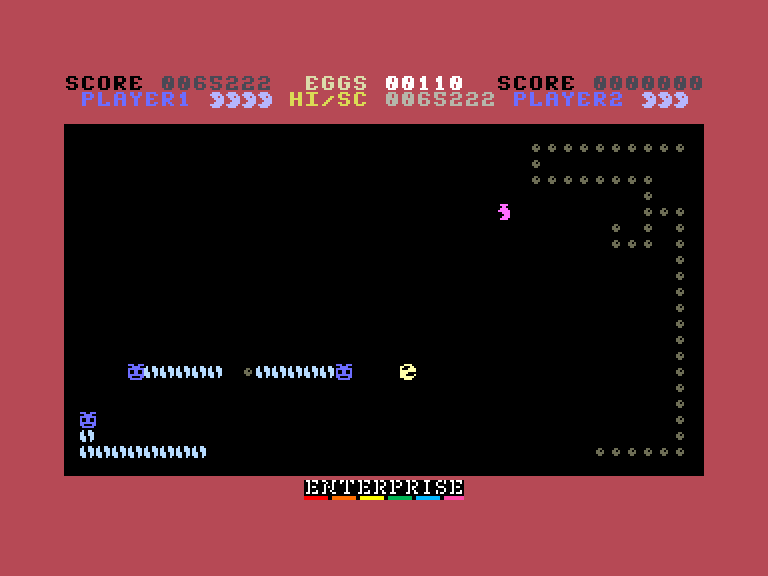 SCORE 0065222 EGGS 00110 SCORE 0000000
PLAYER1 HI/SC 0065222 PLAYER2
ENTERPRISE